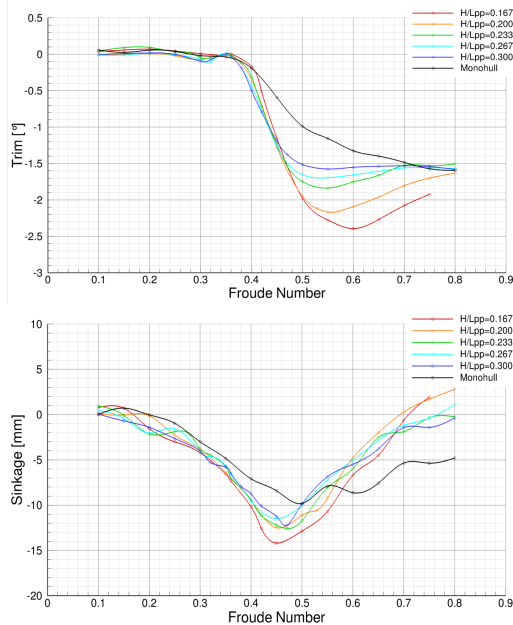 0.5
0
-0.5
-1
-1.5
-2
-2.5
-3
Trim [°]
H/Lpp=0.167
H/Lpp=0.200
H/Lpp=0.233
H/Lpp=0.267
H/Lpp=0.300
Monohull
0 0.1 0.2 0.3 0.4 0.5 0.6 0.7 0.8 0.9
Froude Number
10
5
0
-5
-10
-15
-20
Sinkage [mm]
H/Lpp=0.167
H/Lpp=0.200
H/Lpp=0.233
H/Lpp=0.267
H/Lpp=0.300
Monohull
0 0.1 0.2 0.3 0.4 0.5 0.6 0.7 0.8 0.9
Froude Number